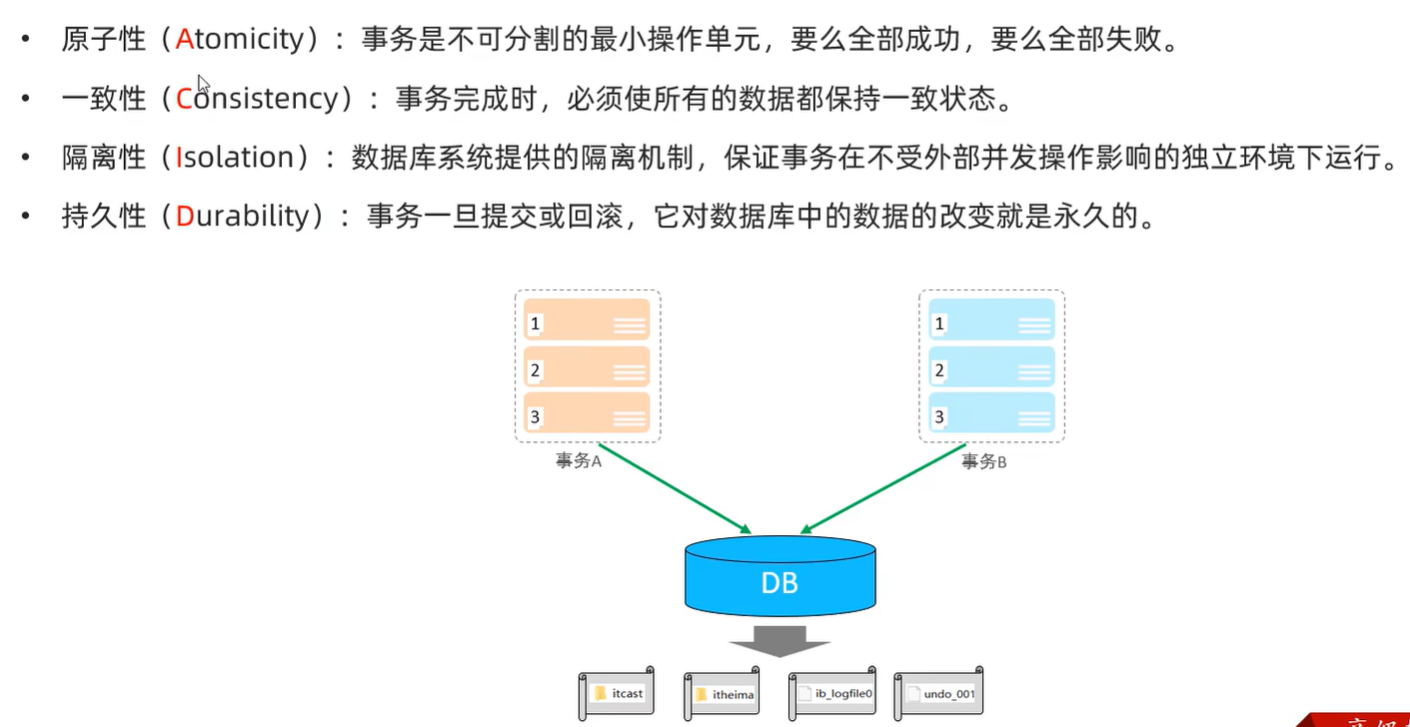 • 原子性（Atomicity）：事务是不可分割的最小操作单元，要么全部成功，要么全部失败。
• 一致性（Consistency）：事务完成时，必须使所有的数据都保持一致状态。
• 隔离性（Isolation）：数据库系统提供的隔离机制，保证事务在不受外部并发操作影响的独立环境下运行。
• 持久性（Durability）：事务一旦提交或回滚，它对数据库中的数据的改变就是永久的。
1
2
3
事务A
1
2
3
事务B
DB
itcast
itheima
ib_logfile0
undo_001